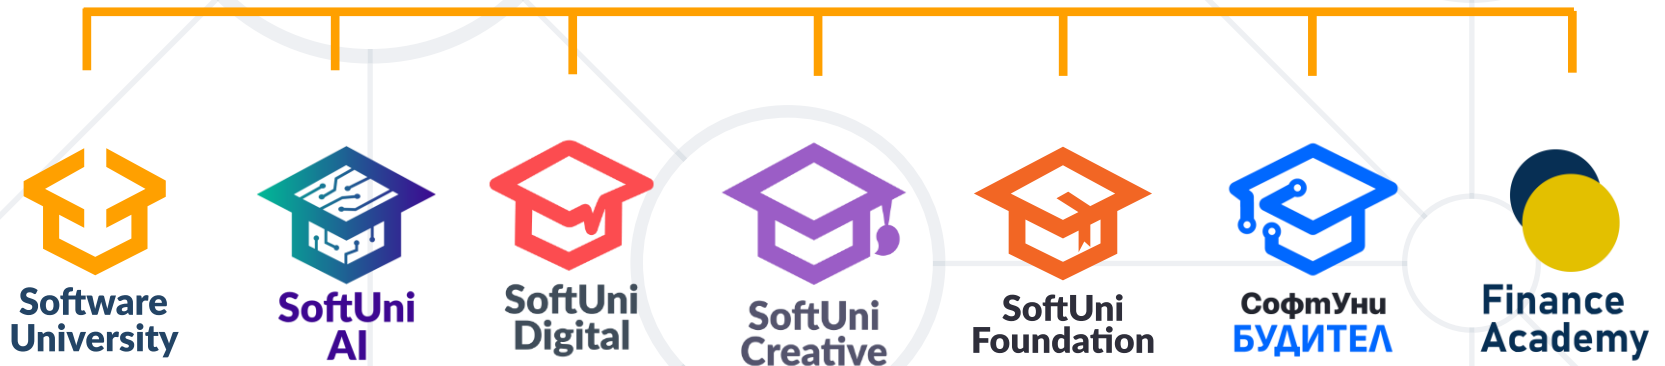 Software
University
SoftUni
AI
SoftUni
Digital
SoftUni
Creative
SoftUni
Foundation
СофтУни
БУДИТЕЛ
Finance
Academy